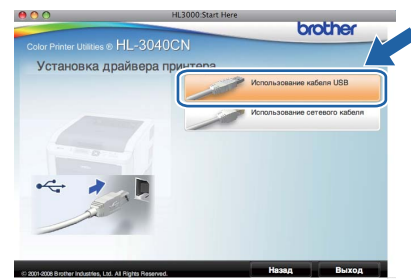 HL3000:Start Here
brother
Color Printer Utilities ® HL-3040CN
Установка драйвера принтера
Использование кабеля USB
Использование сетевого кабеля
© 2001-2008 Brother Industries, Ltd. All Rights Reserved.
Назад
Выход